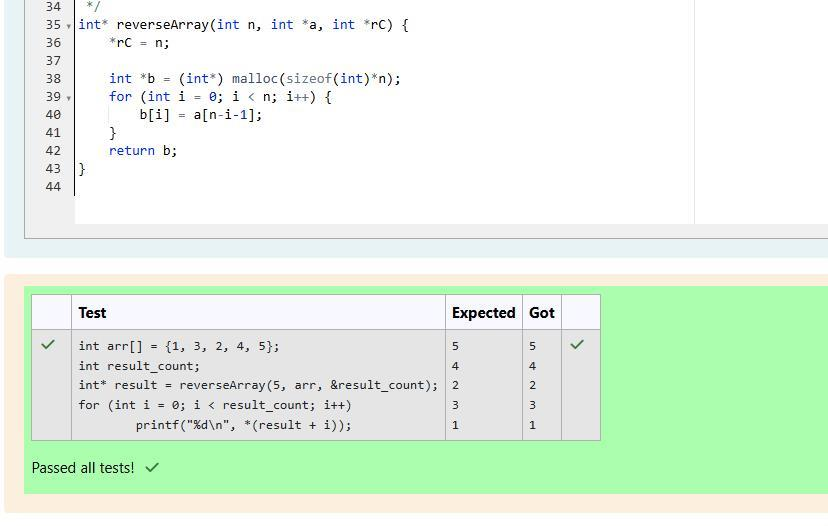 34 */
35 int* reverseArray(int n, int *a, int *rC) {
36 *rC = n;
37
38 int *b = (int*) malloc(sizeof(int)*n);
39 for (int i = 0; i < n; i++) {
40 b[i] = a[n-i-1];
41 }
42 return b;
43 }
44
Test Expected Got
int arr[] = {1, 3, 2, 4, 5}; 5 5
int result_count; 4 4
int* result = reverseArray(5, arr, &result_count); 2 2
for (int i = 0; i < result_count; i++) 3 3
printf("%d\n", *(result + i)); 1 1
Passed all tests!